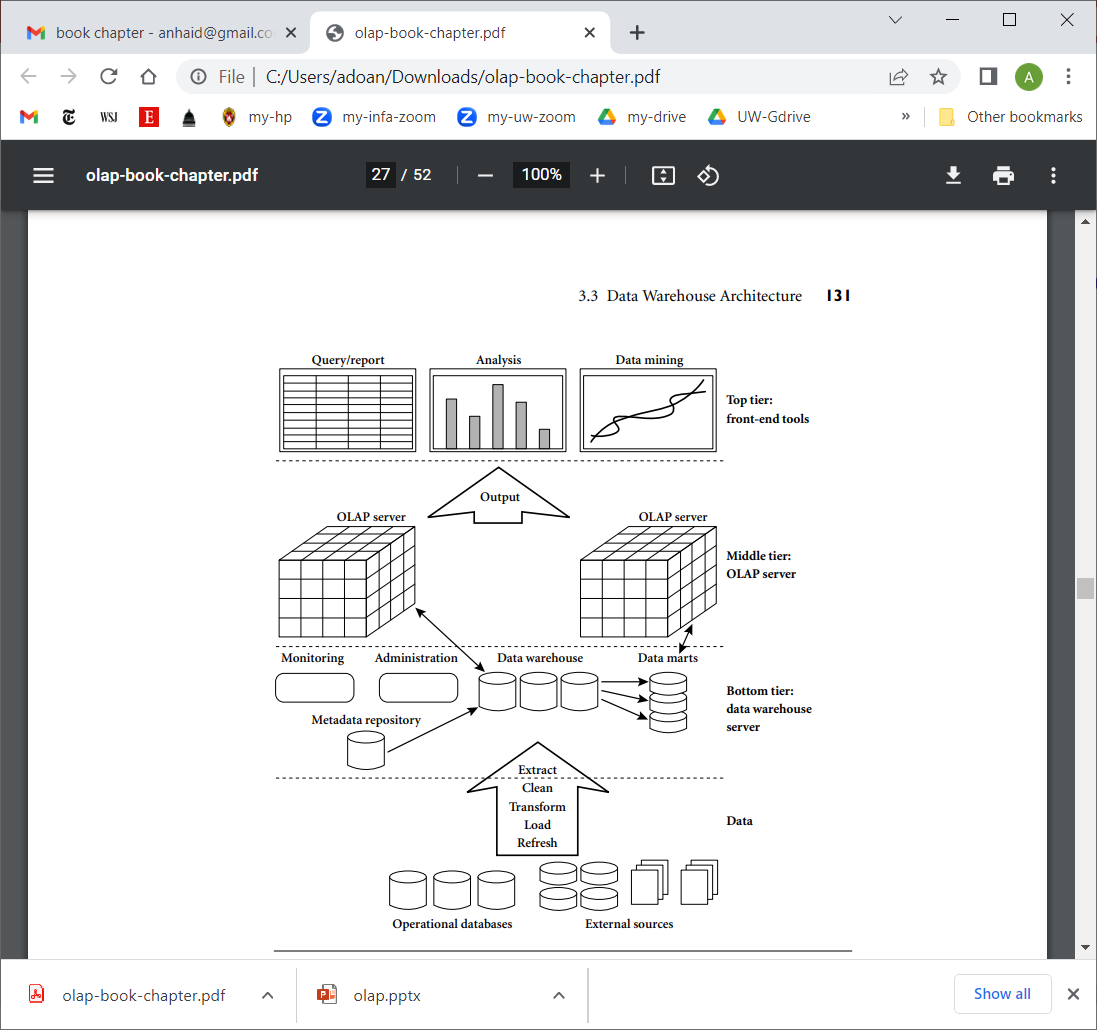 book chapter - anhaid@gmail.co
olap-book-chapter.pdf
File | C:/Users/adoan/Downloads/olap-book-chapter.pdf
A
WSJ E my-hp my-infa-zoom my-uw-zoom my-drive UW-Gdrive » Other bookmarks
olap-book-chapter.pdf 27 / 52 100%
3.3 Data Warehouse Architecture 131
Query/report Analysis Data mining
Top tier:
front-end tools
Output
OLAP server OLAP server
Middle tier:
OLAP server
Monitoring Administration Data warehouse Data marts
Bottom tier:
data warehouse
server
Metadata repository
Extract
Clean
Transform
Load
Refresh
Data
Operational databases External sources
olap-book-chapter.pdf olap.pptx Show all